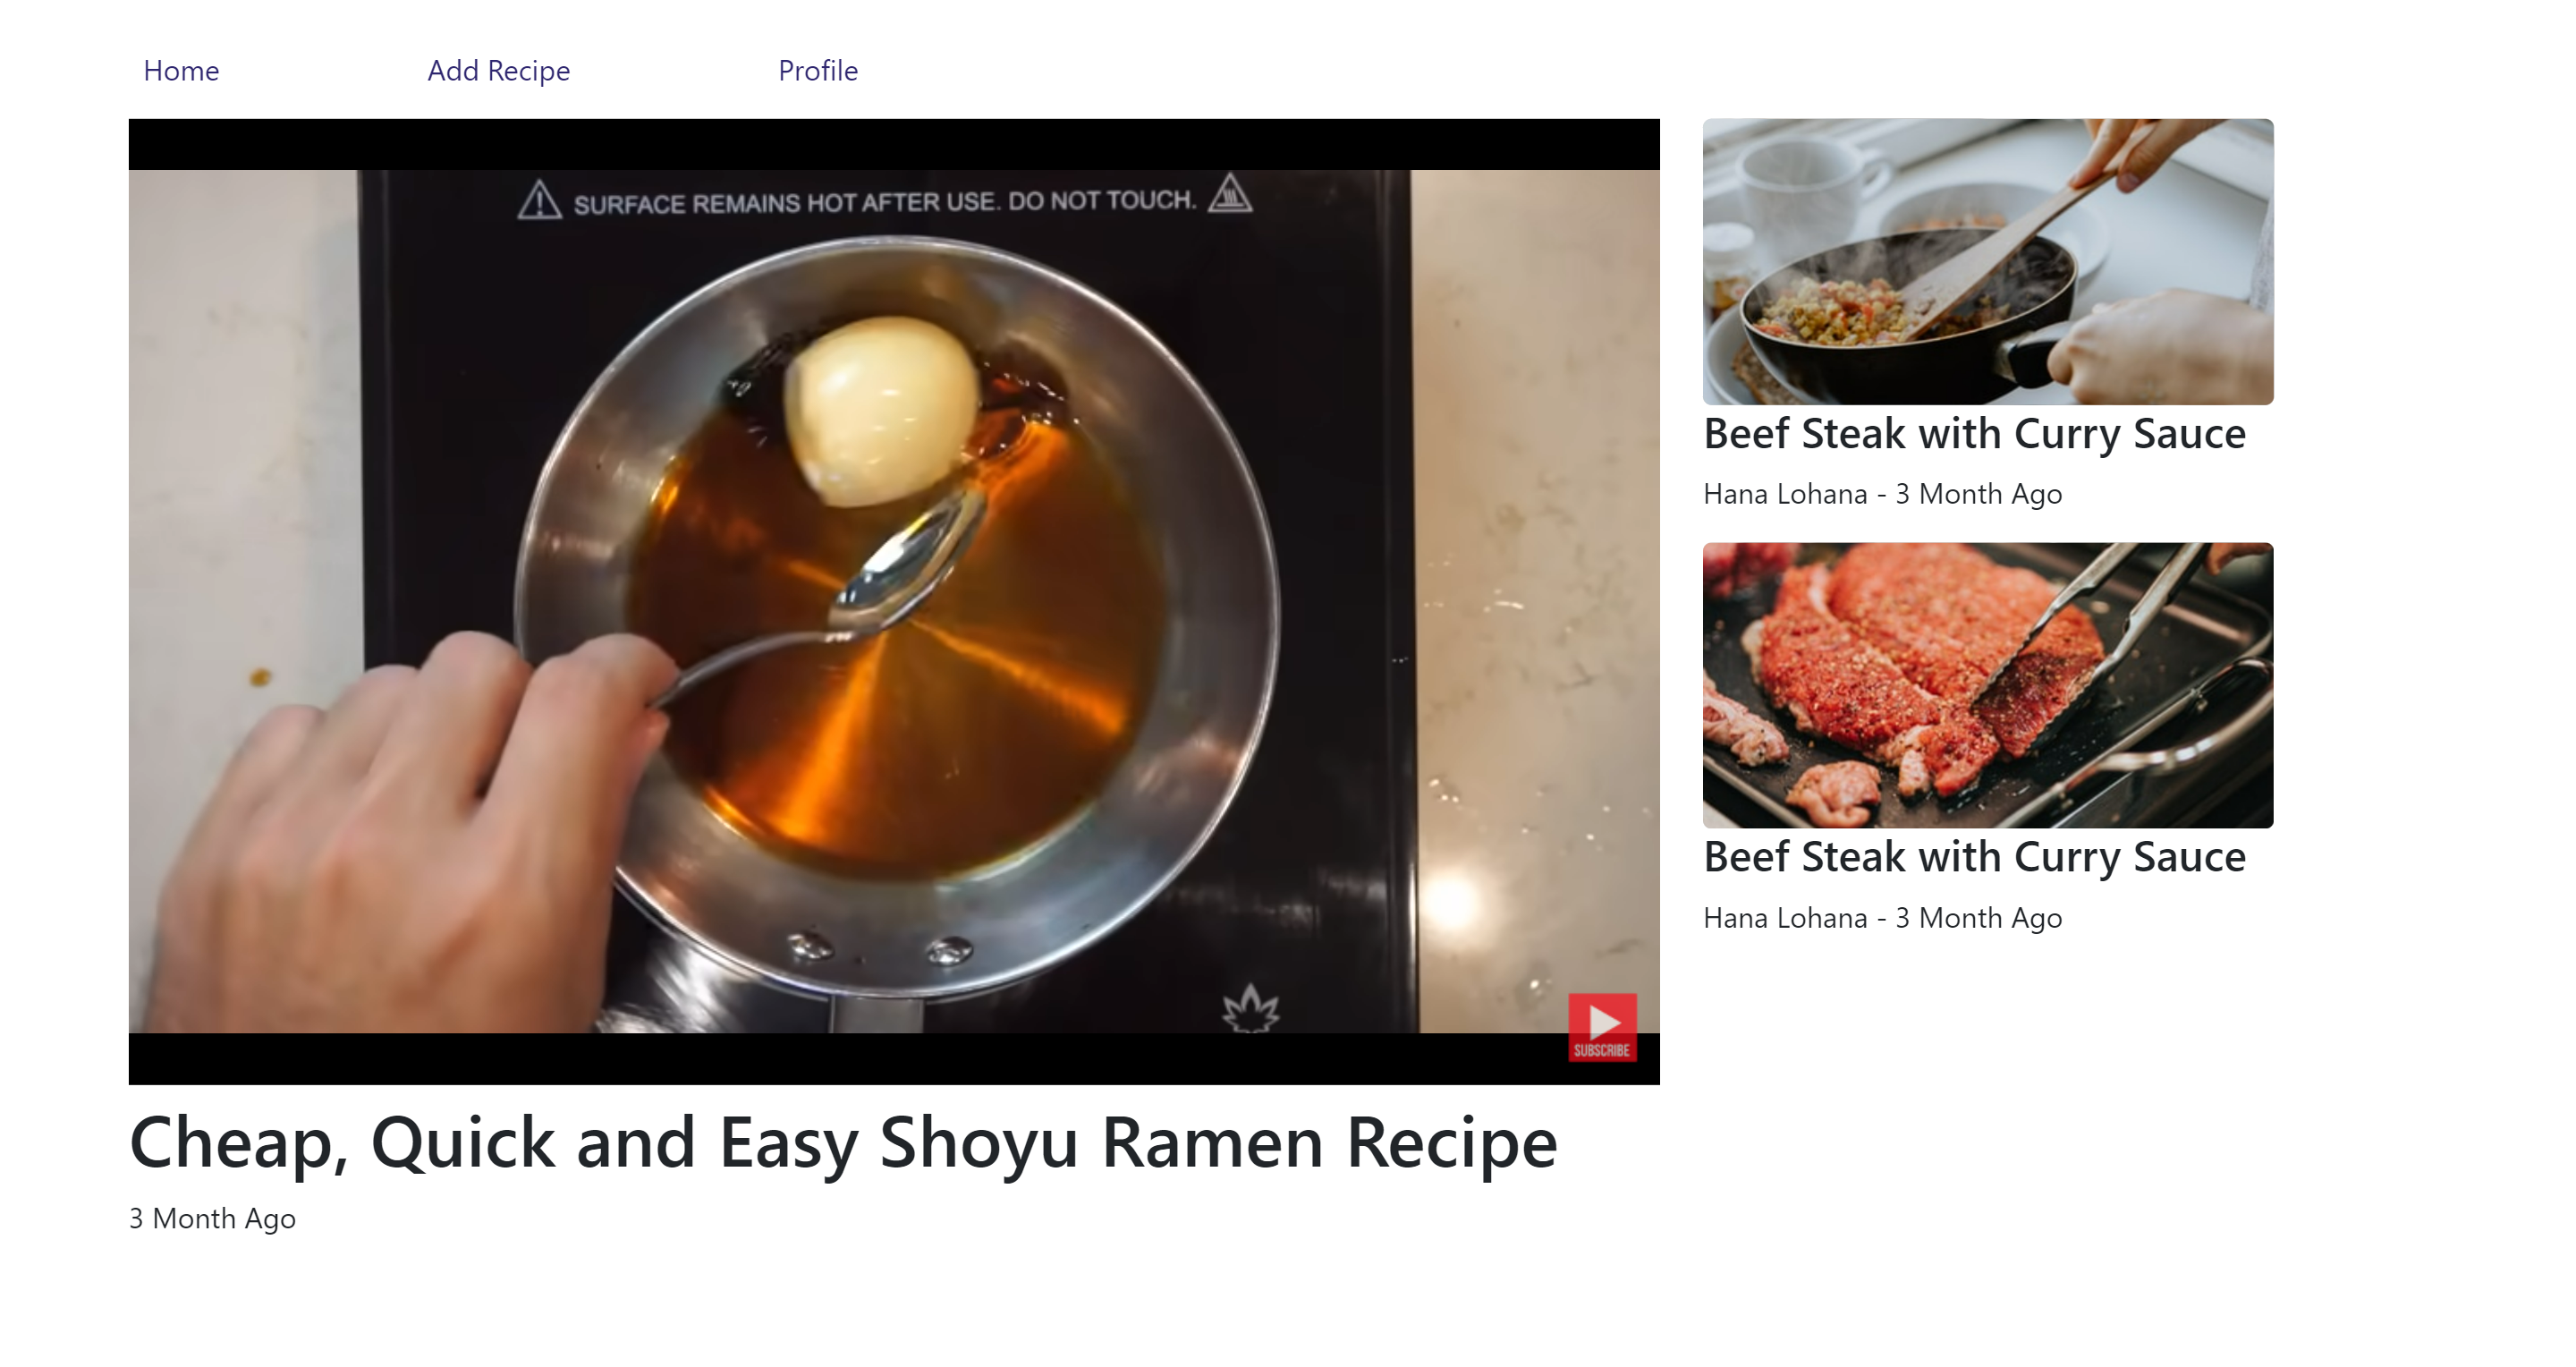 Home
Add Recipe
Profile
SURFACE REMAINS HOT AFTER USE. DO NOT TOUCH.
SUBSCRIBE
Cheap, Quick and Easy Shoyu Ramen Recipe
3 Month Ago
Beef Steak with Curry Sauce
Hana Lohana - 3 Month Ago
Beef Steak with Curry Sauce
Hana Lohana - 3 Month Ago